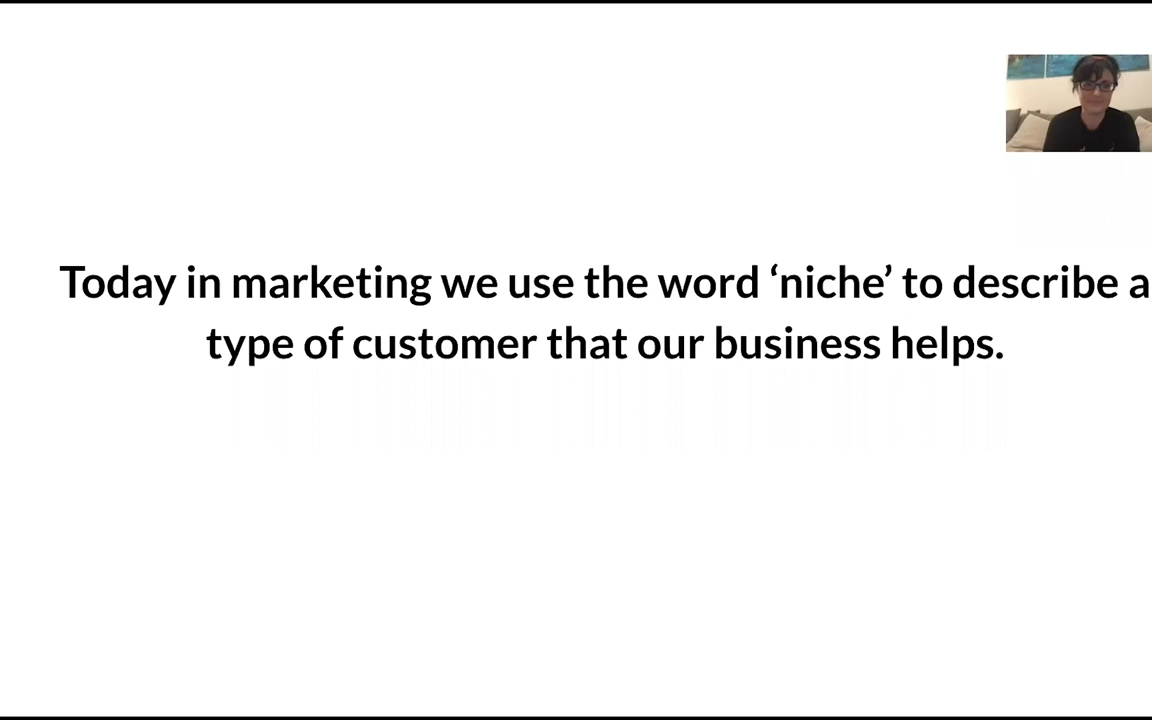 Today in marketing we use the word ‘niche’ to describe a
type of customer that our business helps.